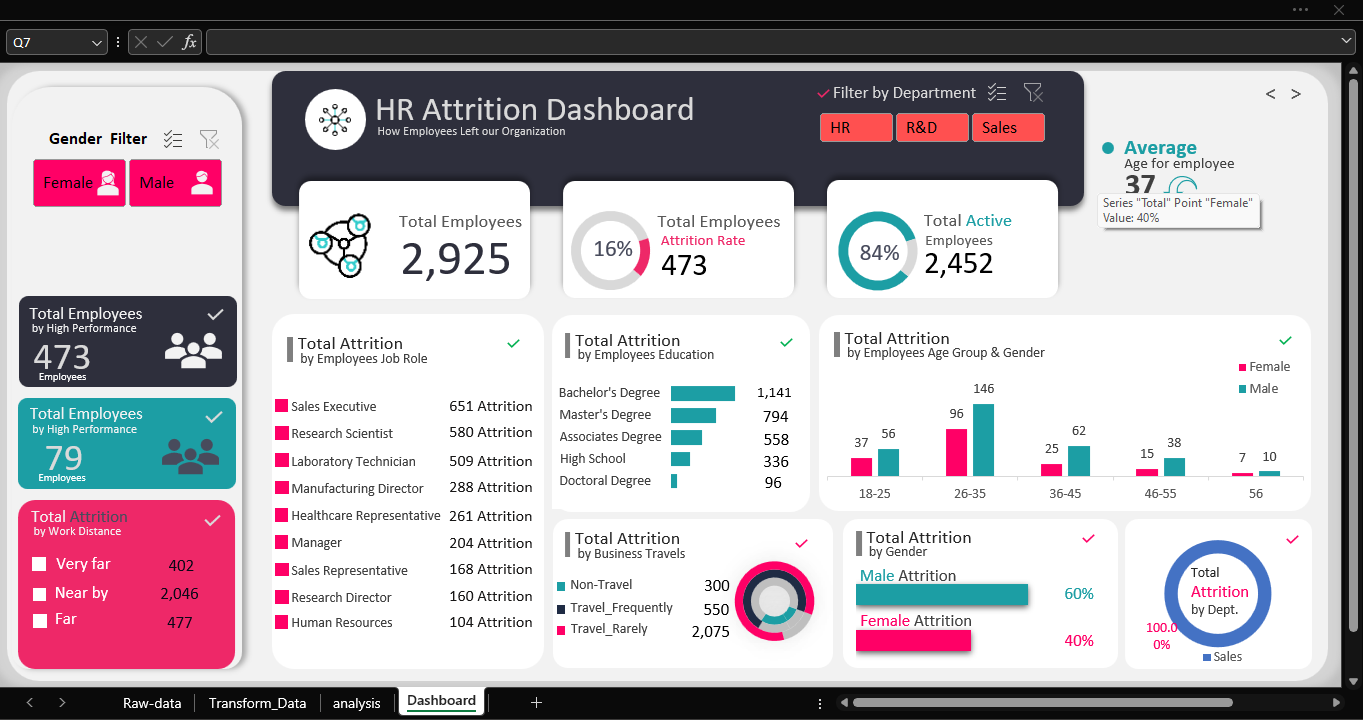 Q7
fx
Gender Filter
Female
Male
Total Employees
by High Performance
473
Employees
Total Employees
by High Performance
79
Employees
Total Attrition
by Work Distance
Very far 402
Near by 2,046
Far 477
HR Attrition Dashboard
How Employees Left our Organization
Filter by Department
HR
R&D
Sales
< >
Average
Age for employee
37
Series "Total" Point "Female"
Value: 40%
Total Employees
2,925
16%
Total Employees
Attrition Rate
473
84%
Total Active
Employees
2,452
Total Attrition
by Employees Job Role
Sales Executive 651 Attrition
Research Scientist 580 Attrition
Laboratory Technician 509 Attrition
Manufacturing Director 288 Attrition
Healthcare Representative 261 Attrition
Manager 204 Attrition
Sales Representative 168 Attrition
Research Director 160 Attrition
Human Resources 104 Attrition
Total Attrition
by Employees Education
Bachelor's Degree 1,141
Master's Degree 794
Associates Degree 558
High School 336
Doctoral Degree 96
Total Attrition
by Employees Age Group & Gender
Female
Male
37 56 96 146 25 62 15 38 7 10
18-25 26-35 36-45 46-55 56
Total Attrition
by Business Travels
Non-Travel 300
Travel_Frequently 550
Travel_Rarely 2,075
Total Attrition
by Gender
Male Attrition
60%
Female Attrition
40%
Total
Attrition
by Dept.
100.0
0%
Sales
Raw-data Transform_Data analysis Dashboard +